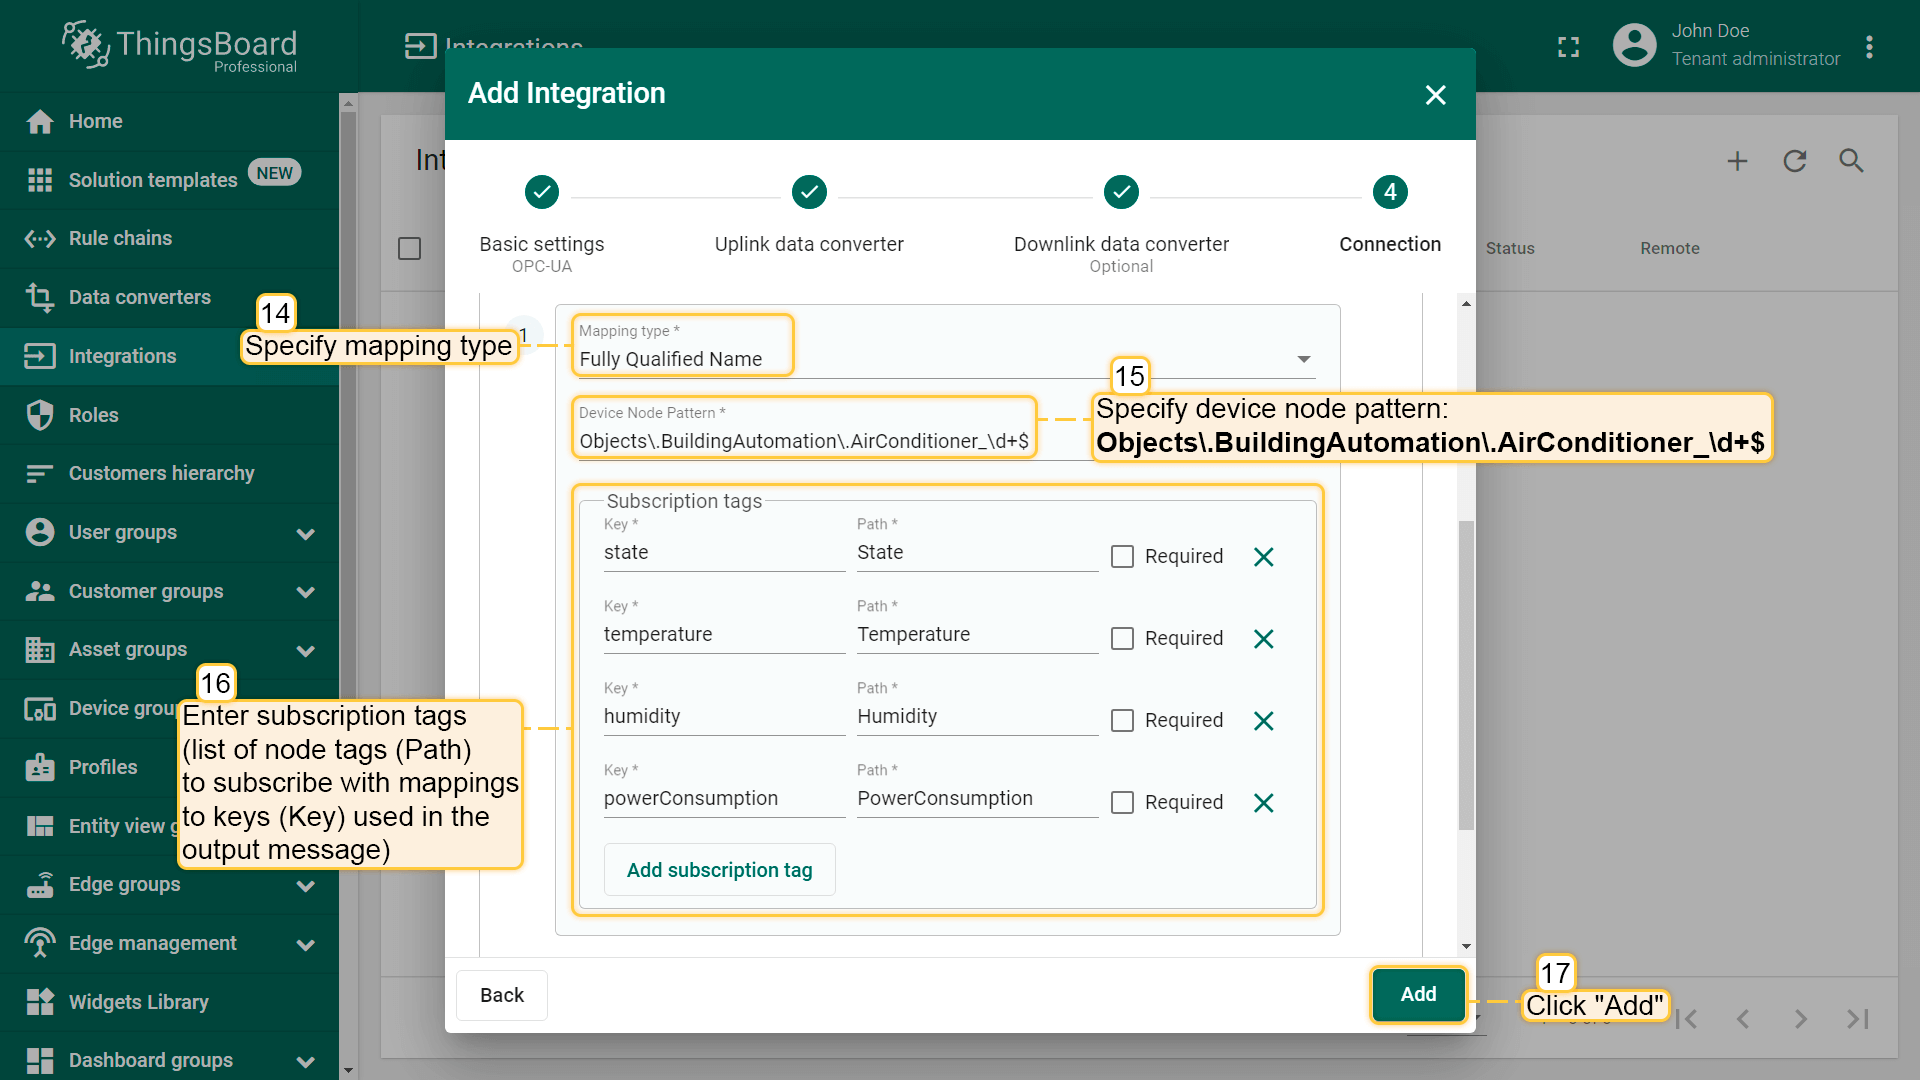 ThingsBoard
Professional
Integrations
John Doe
Tenant administrator
Home
Solution templates NEW
Rule chains
Data converters
Integrations
Roles
Customers hierarchy
User groups
Customer groups
Asset groups
Device grou
Profiles
Entity view g
Edge groups
Edge management
Widgets Library
Dashboard groups
Int
Status
Remote
Add Integration
4
Basic settings
OPC-UA
Uplink data converter
Downlink data converter
Optional
Connection
14
Specify mapping type
1
Mapping type *
Fully Qualified Name
15
Specify device node pattern:
Objects\.BuildingAutomation\.AirConditioner_\d+$
Device Node Pattern *
Objects\.BuildingAutomation\.AirConditioner_\d+$
Subscription tags
Key * Path *
state State Required
Key * Path *
temperature Temperature Required
Key * Path *
humidity Humidity Required
Key * Path *
powerConsumption PowerConsumption Required
Add subscription tag
16
Enter subscription tags
(list of node tags (Path)
to subscribe with mappings
to keys (Key) used in the
output message)
Back
Add
17
Click "Add"